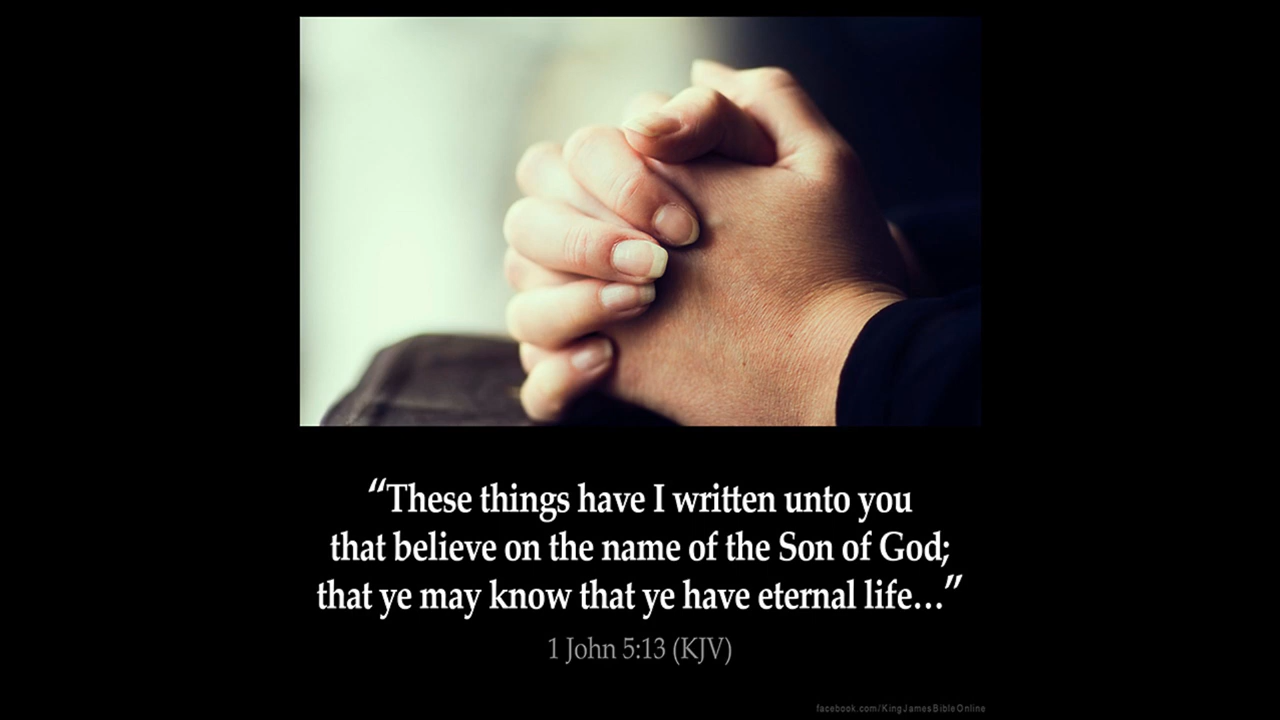 “These things have I written unto you
that believe on the name of the Son of God;
that ye may know that ye have eternal life…”
1 John 5:13 (KJV)
facebook.com/KingJamesBibleOnline